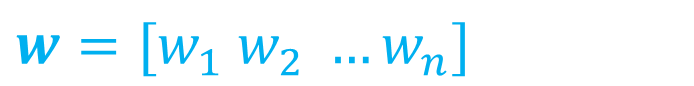 w = [w₁ w₂ …wₙ]